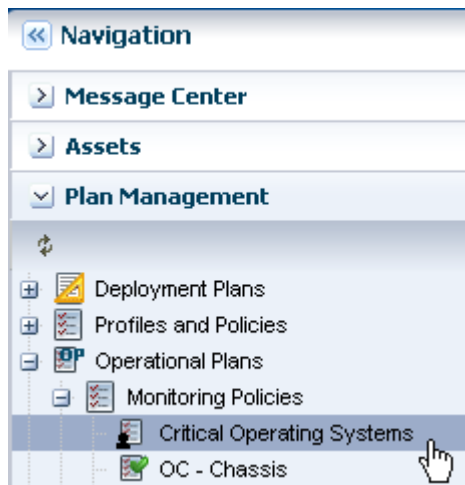 Navigation
Message Center
Assets
Plan Management
Deployment Plans
Profiles and Policies
Operational Plans
Monitoring Policies
Critical Operating Systems
OC - Chassis